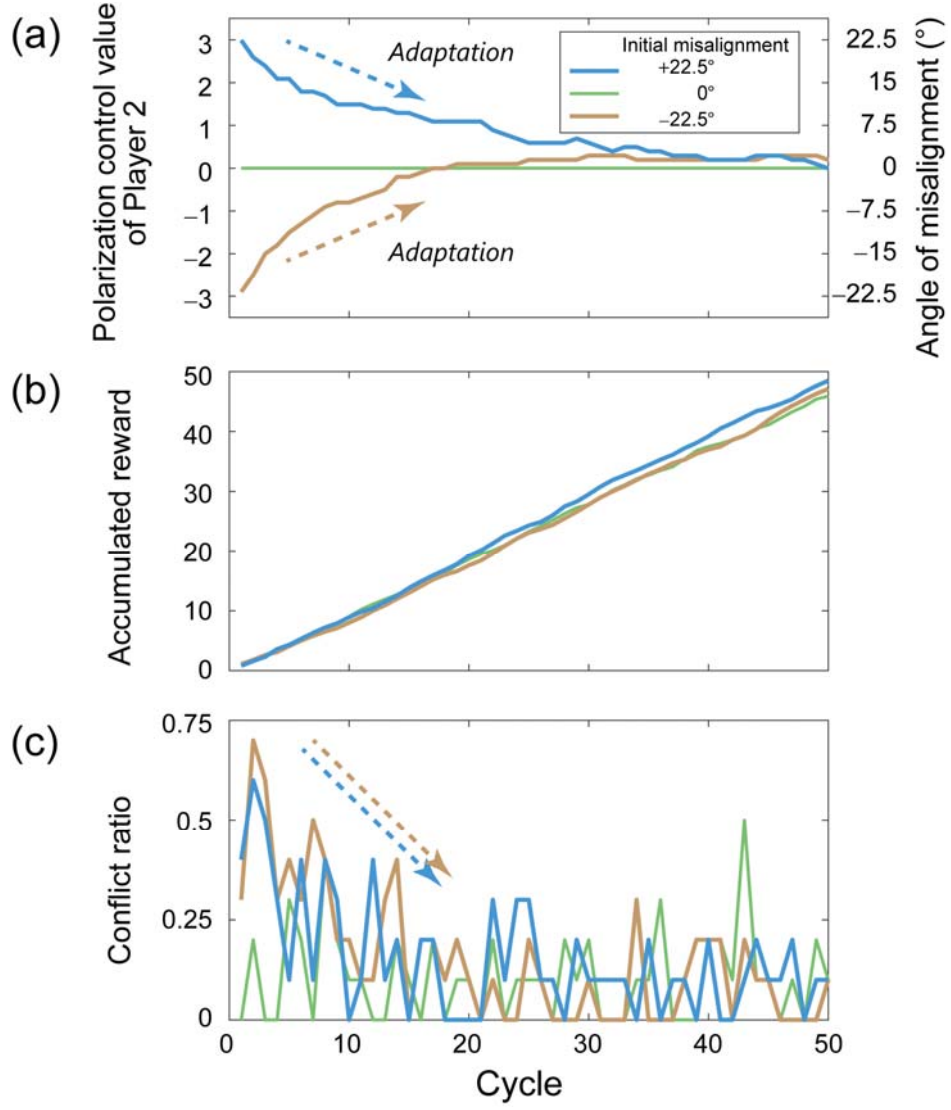 (a)
Polarization control value
of Player 2
3
2
1
0
−1
−2
−3
Adaptation
Adaptation
Initial misalignment
+22.5°
0°
−22.5°
22.5
15
7.5
0
−7.5
−15
−22.5
Angle of misalignment (°)
(b)
Accumulated reward
50
40
30
20
10
0
(c)
Conflict ratio
0.75
0.5
0.25
0
0 10 20 30 40 50
Cycle